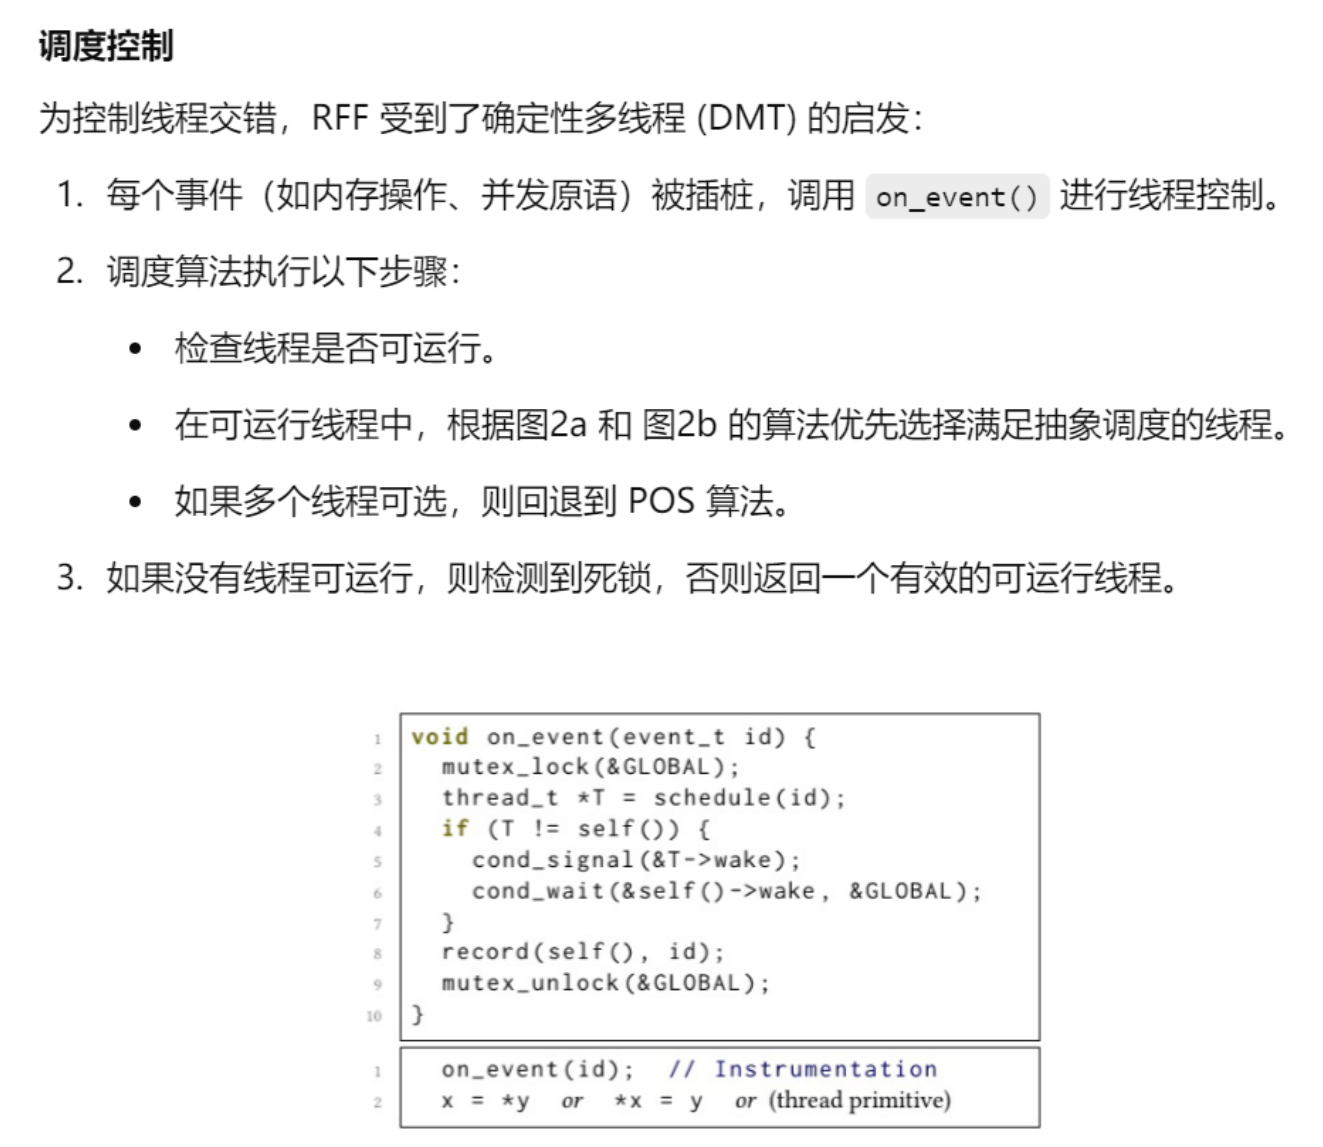 调度控制
为控制线程交错，RFF 受到了确定性多线程 (DMT) 的启发：
1. 每个事件（如内存操作、并发原语）被插桩，调用 on_event() 进行线程控制。
2. 调度算法执行以下步骤：
• 检查线程是否可运行。
• 在可运行线程中，根据图2a 和 图2b 的算法优先选择满足抽象调度的线程。
• 如果多个线程可选，则回退到 POS 算法。
3. 如果没有线程可运行，则检测到死锁，否则返回一个有效的可运行线程。
1 void on_event(event_t id) {
2 mutex_lock(&GLOBAL);
3 thread_t *T = schedule(id);
4 if (T != self()) {
5 cond_signal(&T->wake);
6 cond_wait(&self()->wake, &GLOBAL);
7 }
8 record(self(), id);
9 mutex_unlock(&GLOBAL);
10 }
1 on_event(id); // Instrumentation
2 x = *y or *x = y or (thread primitive)